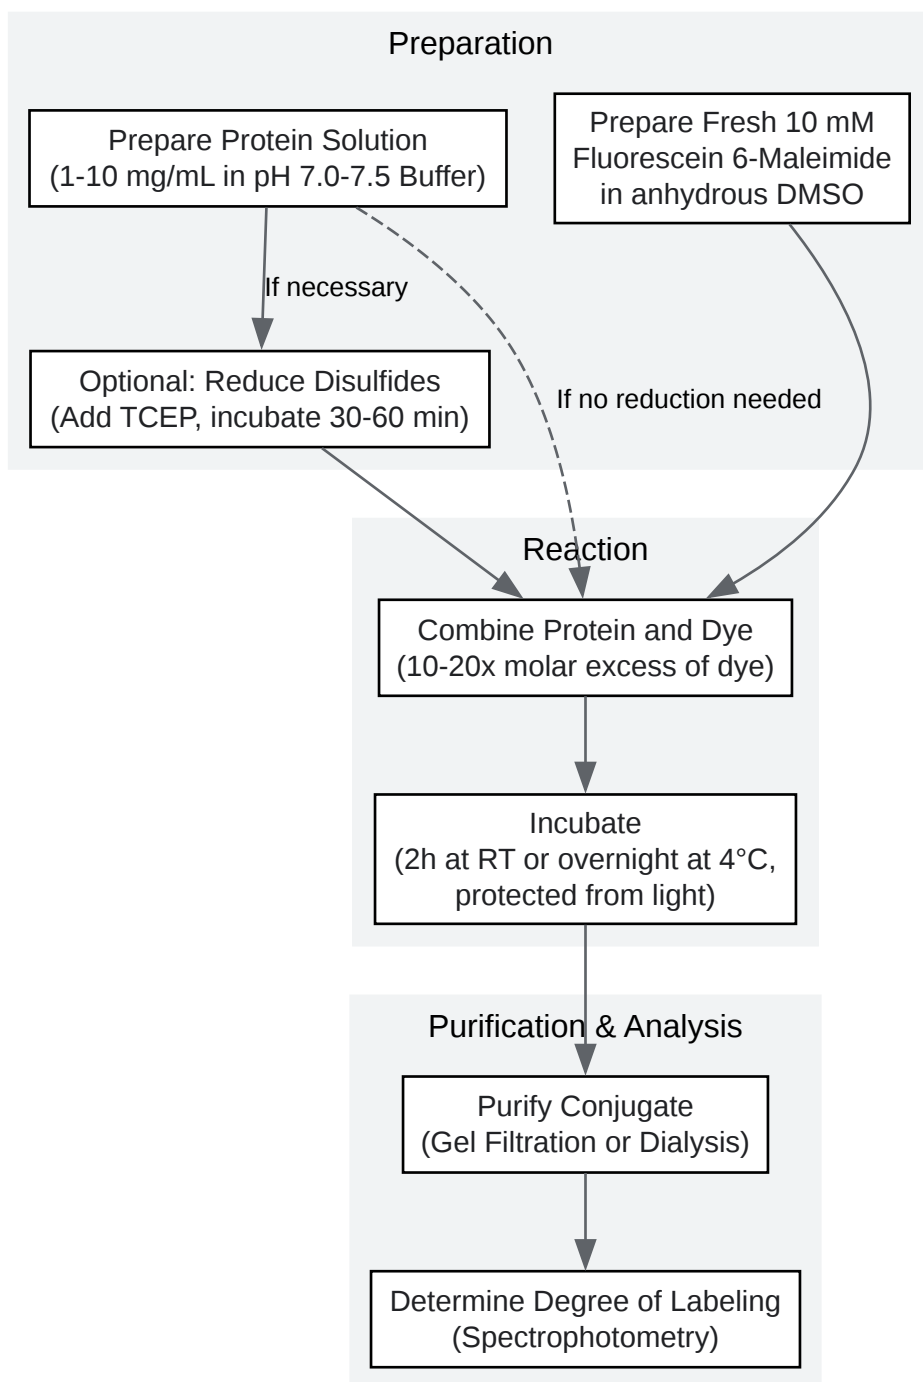 Preparation
Prepare Protein Solution
(1-10 mg/mL in pH 7.0-7.5 Buffer)
Prepare Fresh 10 mM
Fluorescein 6-Maleimide
in anhydrous DMSO
If necessary
Optional: Reduce Disulfides
(Add TCEP, incubate 30-60 min)
If no reduction needed
Reaction
Combine Protein and Dye
(10-20x molar excess of dye)
Incubate
(2h at RT or overnight at 4°C,
protected from light)
Purification & Analysis
Purify Conjugate
(Gel Filtration or Dialysis)
Determine Degree of Labeling
(Spectrophotometry)